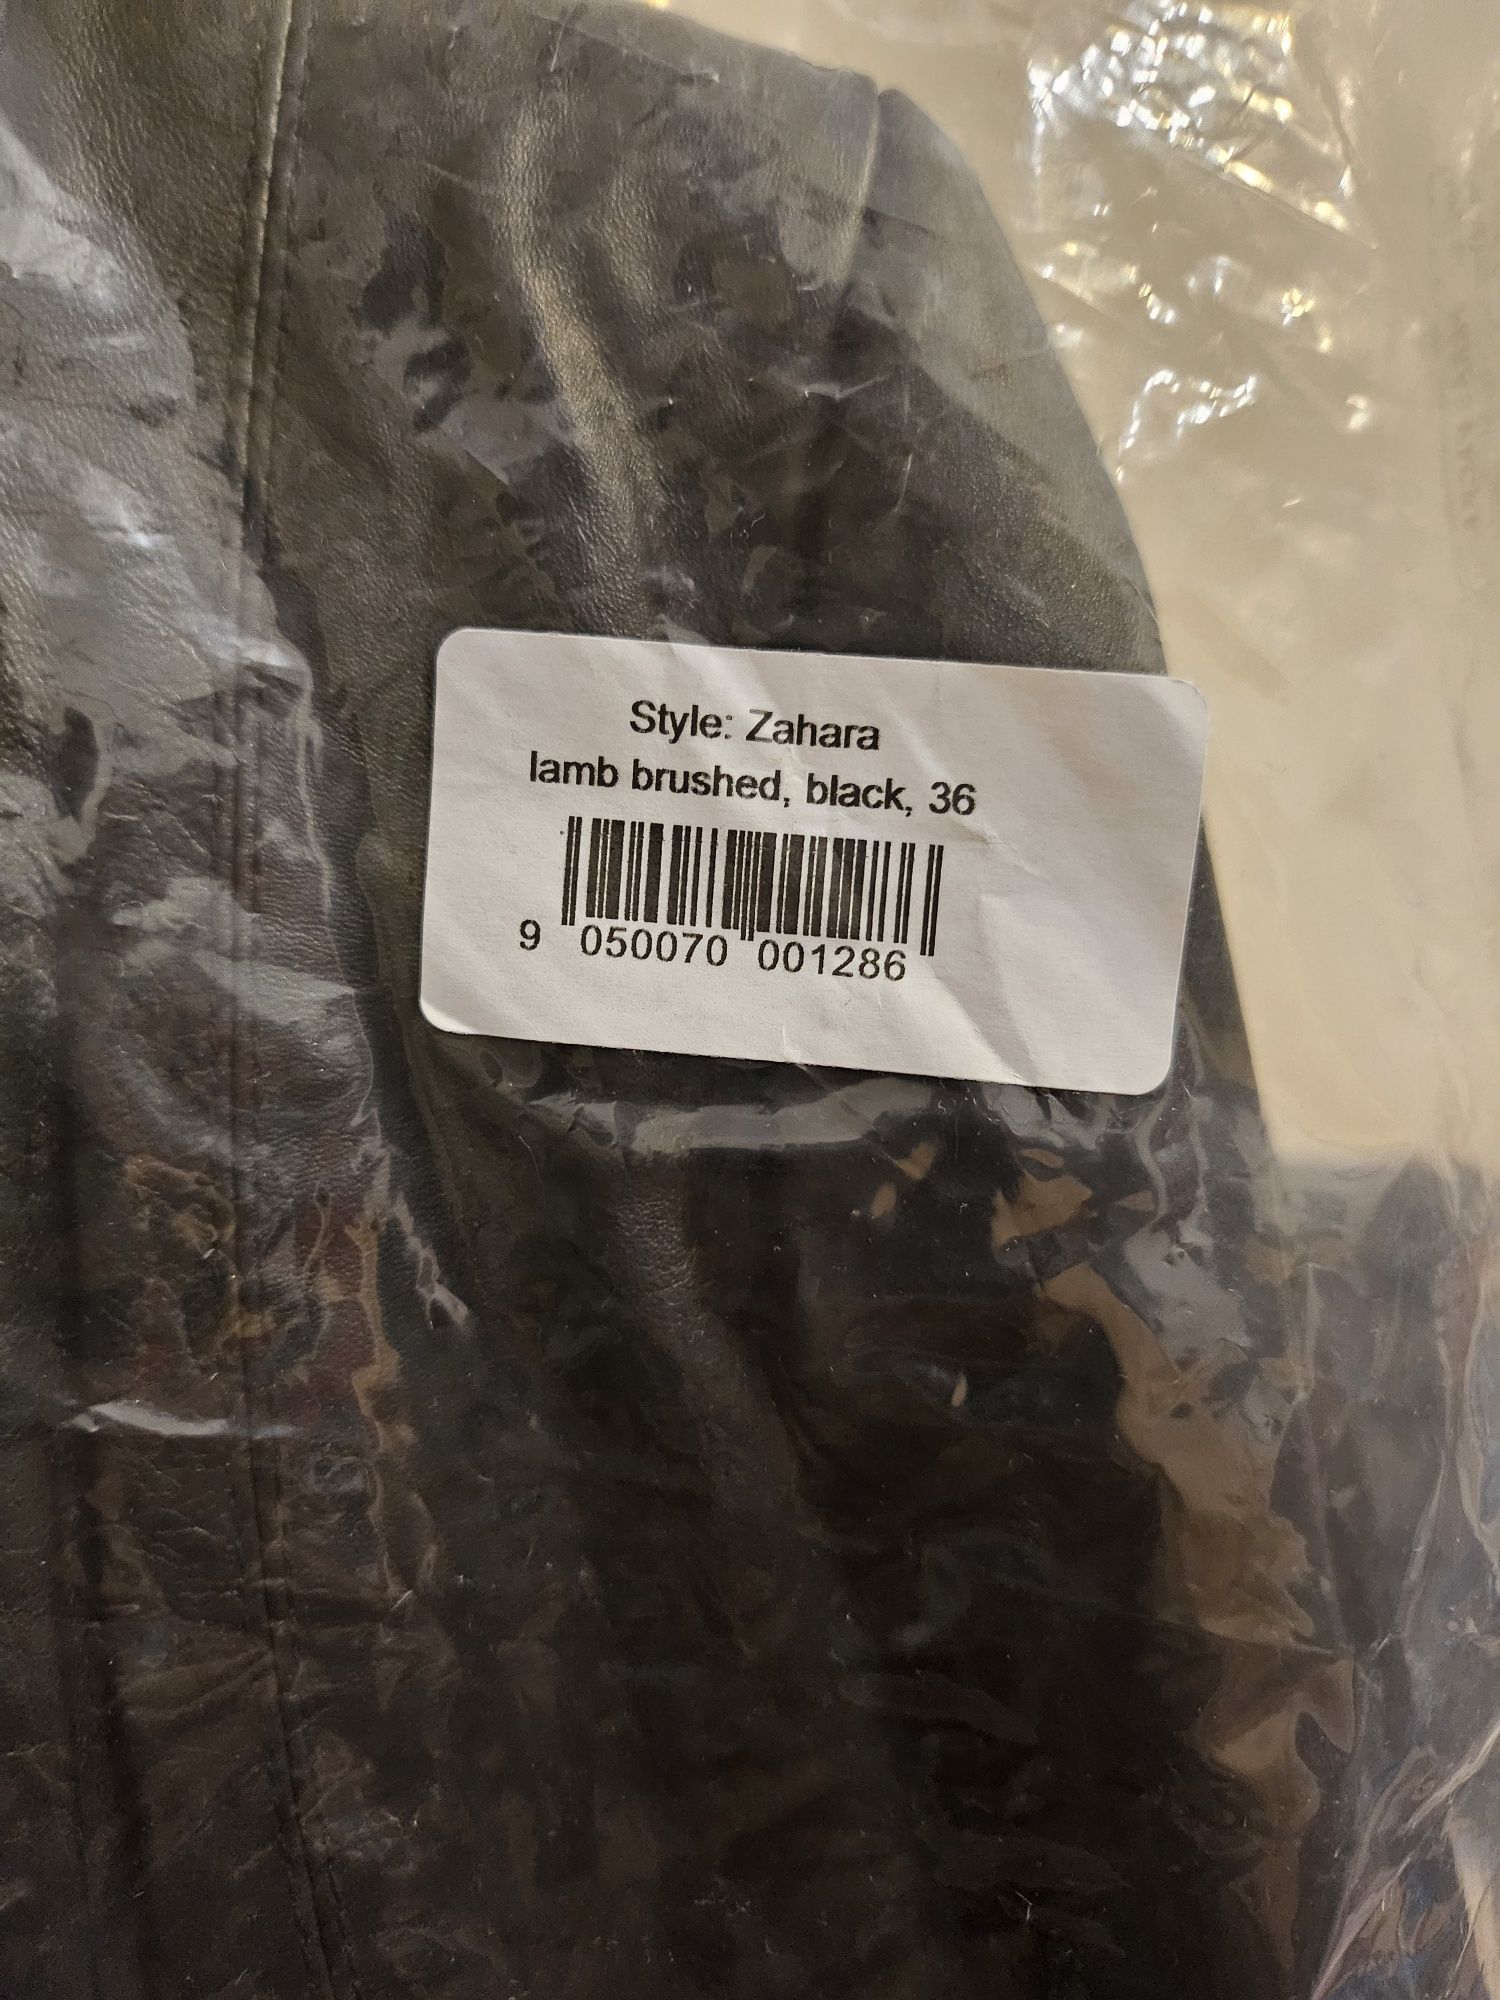 Style: Zahara
lamb brushed, black, 36
9 050070 001286